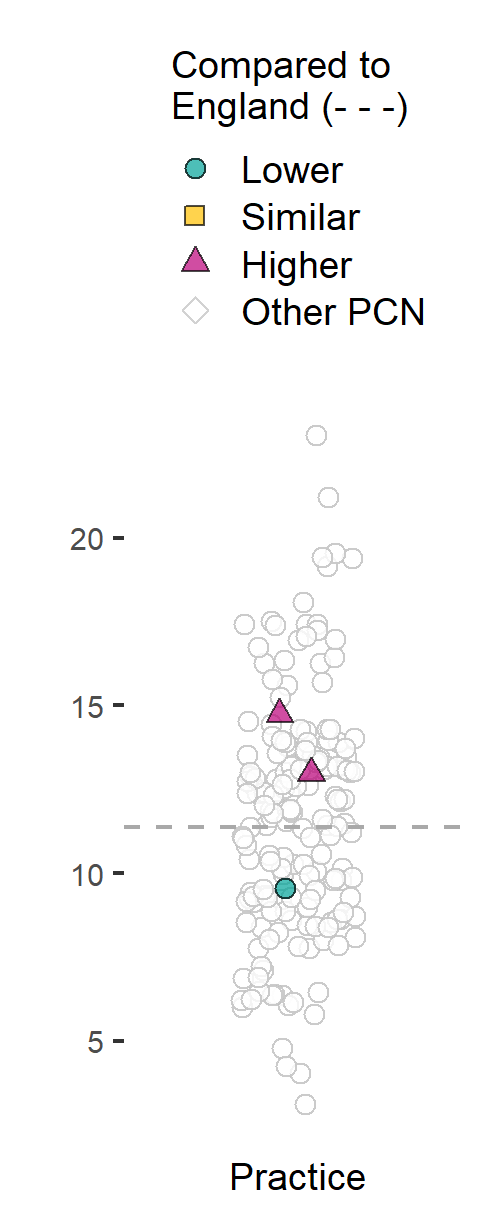 Compared to
England (- - -)
Lower
Similar
Higher
Other PCN
20
15
10
5
Practice